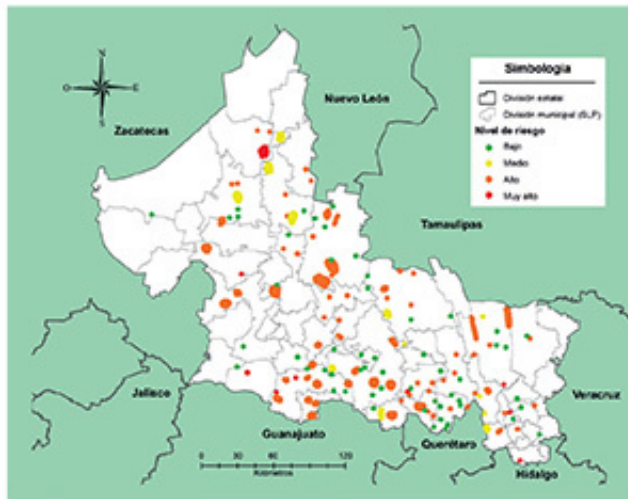 N
O
E
S
Simbología
División estatal
División municipal (SLP)
Nivel de riesgo
Bajo
Medio
Alto
Muy alto
Nuevo León
Zacatecas
Tamaulipas
Jalisco
Guanajuato
Querétaro
Veracruz
Hidalgo
0 30 60 120
Kilómetros